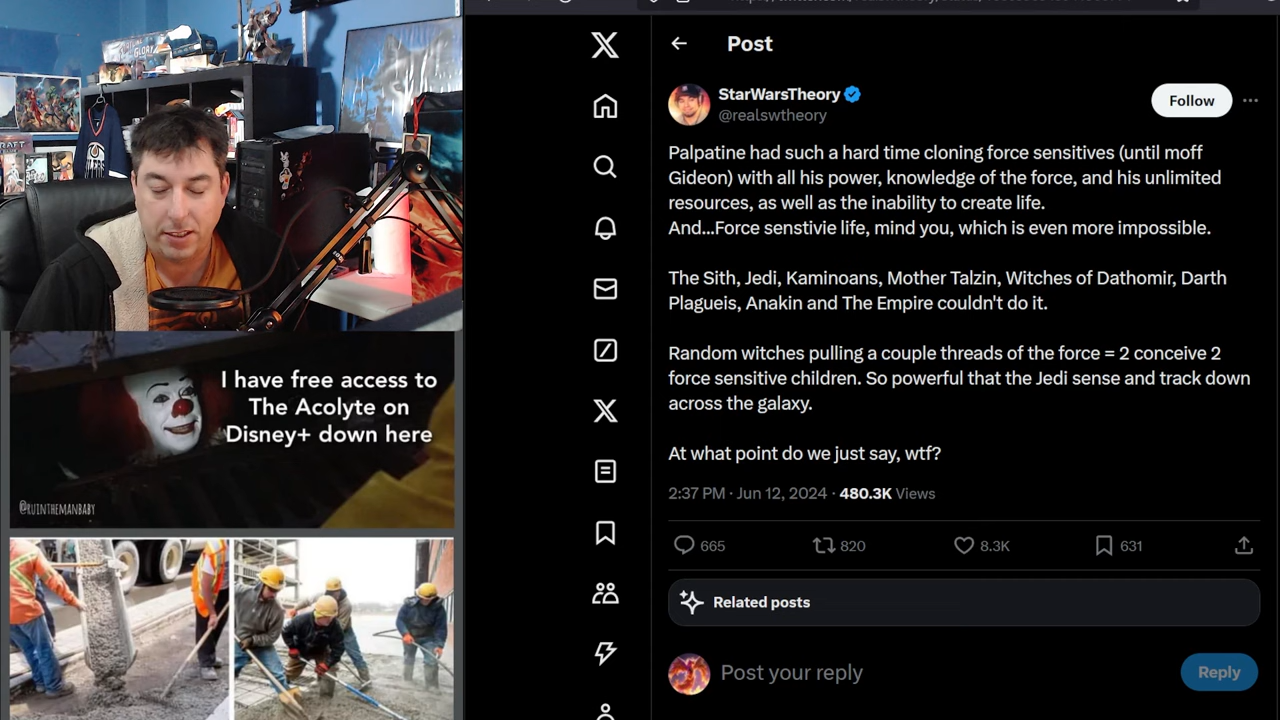 GLORY
I have free access to
The Acolyte on
Disney+ down here
@RUINTHEMANBABY
Post
StarWarsTheory
@realswtheory
Follow
Palpatine had such a hard time cloning force sensitives (until moff
Gideon) with all his power, knowledge of the force, and his unlimited
resources, as well as the inability to create life.
And...Force senstivie life, mind you, which is even more impossible.
The Sith, Jedi, Kaminoans, Mother Talzin, Witches of Dathomir, Darth
Plagueis, Anakin and The Empire couldn't do it.
Random witches pulling a couple threads of the force = 2 conceive 2
force sensitive children. So powerful that the Jedi sense and track down
across the galaxy.
At what point do we just say, wtf?
2:37 PM · Jun 12, 2024 · 480.3K Views
665 820 8.3K 631
Related posts
Post your reply
Reply